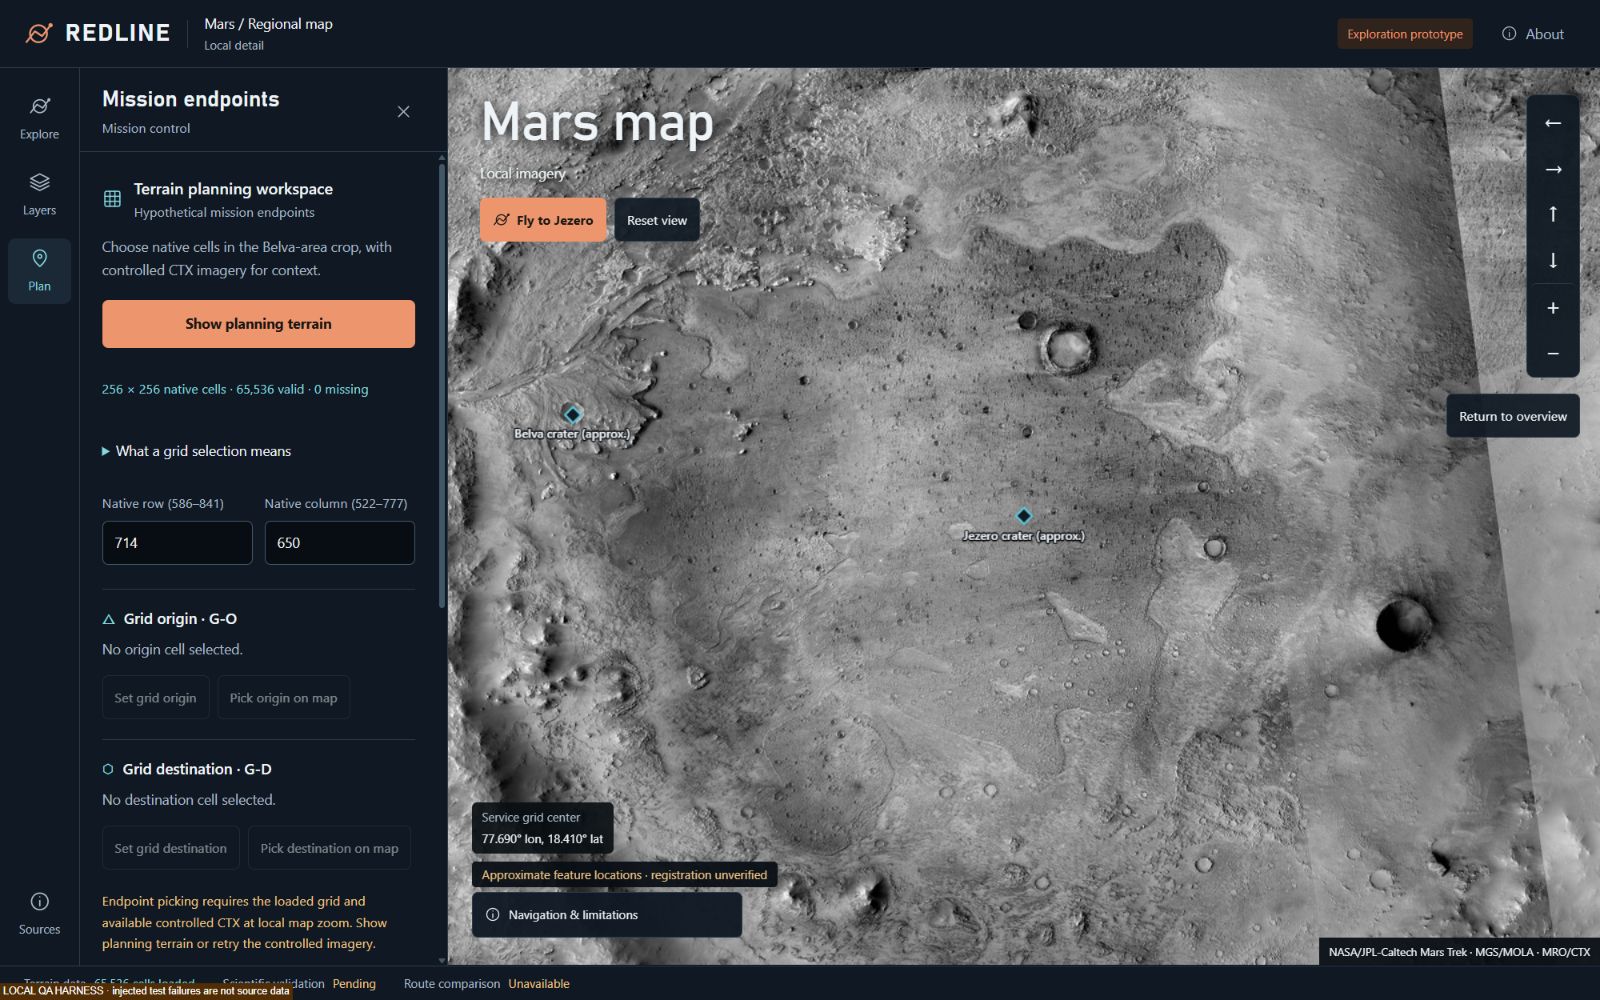 REDLINE
Mars / Regional map
Local detail
Exploration prototype
About
Explore
Layers
Plan
Sources
Mission endpoints
Mission control
Terrain planning workspace
Hypothetical mission endpoints
Choose native cells in the Belva-area crop, with
controlled CTX imagery for context.
Show planning terrain
256 × 256 native cells · 65,536 valid · 0 missing
What a grid selection means
Native row (586–841)
Native column (522–777)
714
650
Grid origin · G-O
No origin cell selected.
Set grid origin
Pick origin on map
Grid destination · G-D
No destination cell selected.
Set grid destination
Pick destination on map
Endpoint picking requires the loaded grid and
available controlled CTX at local map zoom. Show
planning terrain or retry the controlled imagery.
Mars map
Local imagery
Fly to Jezero
Reset view
Return to overview
Belva crater (approx.)
Jezero crater (approx.)
Service grid center
77.690° lon, 18.410° lat
Approximate feature locations · registration unverified
Navigation & limitations
NASA/JPL-Caltech Mars Trek · MGS/MOLA · MRO/CTX
Terrain data 65,536 cells loaded Scientific validation Pending Route comparison Unavailable
LOCAL QA HARNESS · injected test failures are not source data